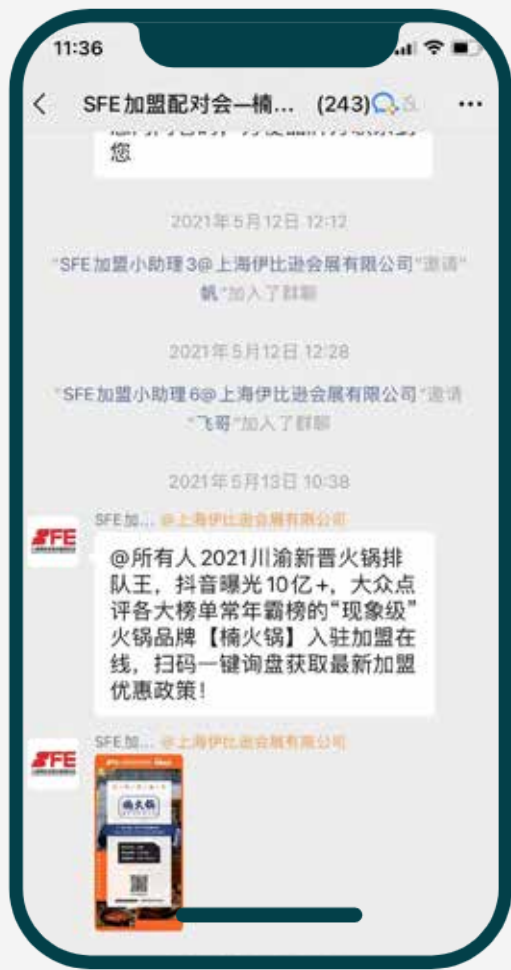 11:36
SFE加盟配对会—楠... (243)
您
2021年5月12日 12:12
"SFE加盟小助理3@上海伊比逊会展有限公司"邀请"
帆"加入了群聊
2021年5月12日 12:28
"SFE加盟小助理6@上海伊比逊会展有限公司"邀请
"飞哥"加入了群聊
2021年5月13日 10:38
SFE加... @上海伊比逊会展有限公司
SFE
@所有人 2021川渝新晋火锅排
队王，抖音曝光10亿+，大众点
评各大榜单常年霸榜的“现象级”
火锅品牌【楠火锅】入驻加盟在
线，扫码一键询盘获取最新加盟
优惠政策！
SFE加... @上海伊比逊会展有限公司
SFE
楠火锅